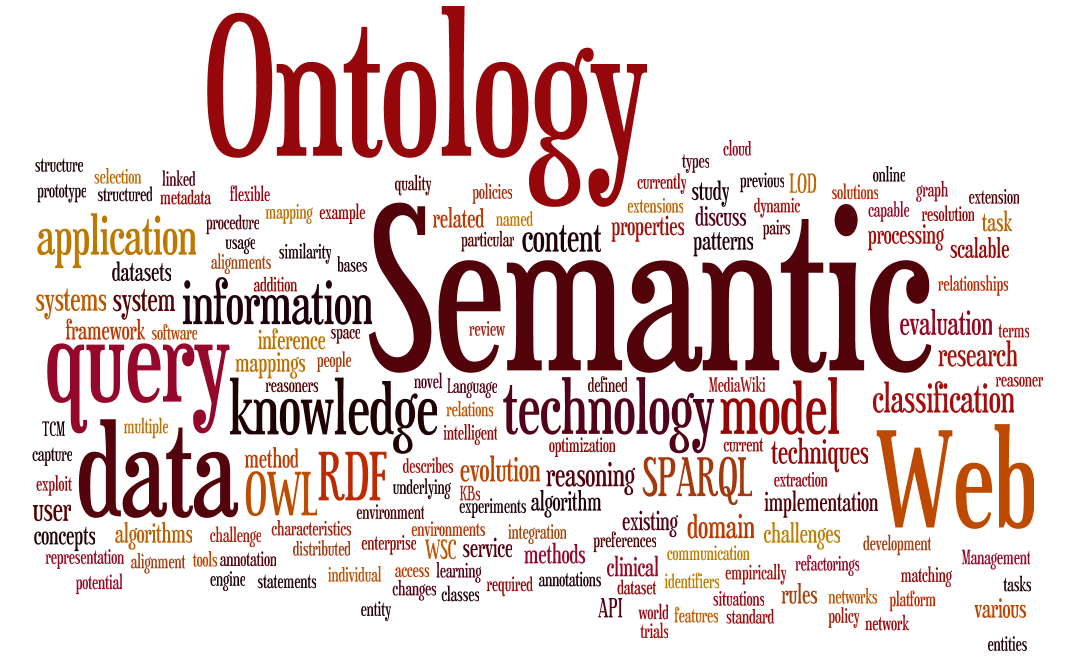 Ontology
cloud
types
structure
selection
linked
currently
previous
LOD
online
prototype
structured
metadata
flexible
quality
policies
study
solutions
graph
extension
mapping
example
extensions
dynamic
capable
resolution
application
procedure
related
named
properties
discuss
pairs
task
usage
similarity
Semantic
particular
content
patterns
processing
scalable
datasets
alignments
bases
systems
system
addition
information
relationships
framework
software
inference
space
review
evaluation
terms
query
mappings
people
research
reasoners
novel
Language
defined
MediaWiki
reasoner
knowledge
relations
technology
model
classification
TCM
multiple
intelligent
optimization
current
capture
data
method
describes
evolution
reasoning
SPARQL
techniques
Web
exploit
OWL
RDF
underlying
KBs
extraction
user
environment
experiments
algorithm
implementation
concepts
algorithms
challenge
characteristics
environments
integration
existing
domain
challenges
representation
alignment
tools
annotation
distributed
enterprise
WSC
service
methods
preferences
communication
development
Management
potential
engine
statements
individual
access
learning
clinical
empirically
refactorings
matching
changes
classes
required
annotations
dataset
identifiers
tasks
entity
API
world
features
situations
standard
rules
networks
platform
various
trials
policy
network
entities